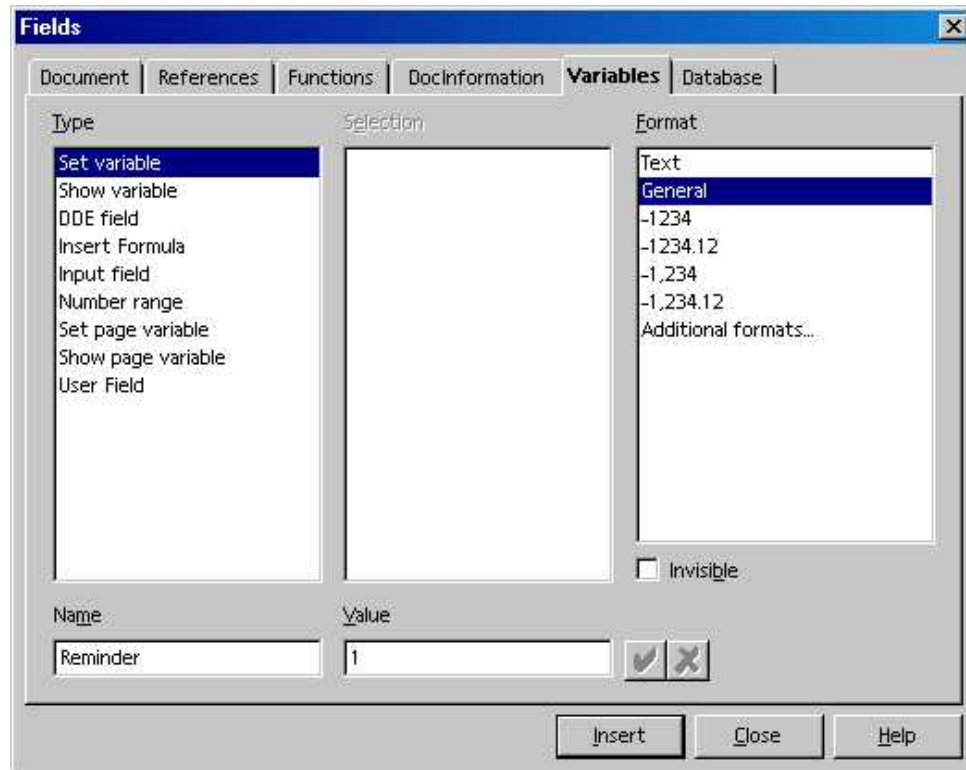 Fields
Document References Functions DocInformation Variables Database
Type Selection Format
Set variable
Show variable
DDE field
Insert Formula
Input field
Number range
Set page variable
Show page variable
User Field
Text
General
-1234
-1234.12
-1,234
-1,234.12
Additional formats...
Invisible
Name Value
Reminder 1
Insert Close Help